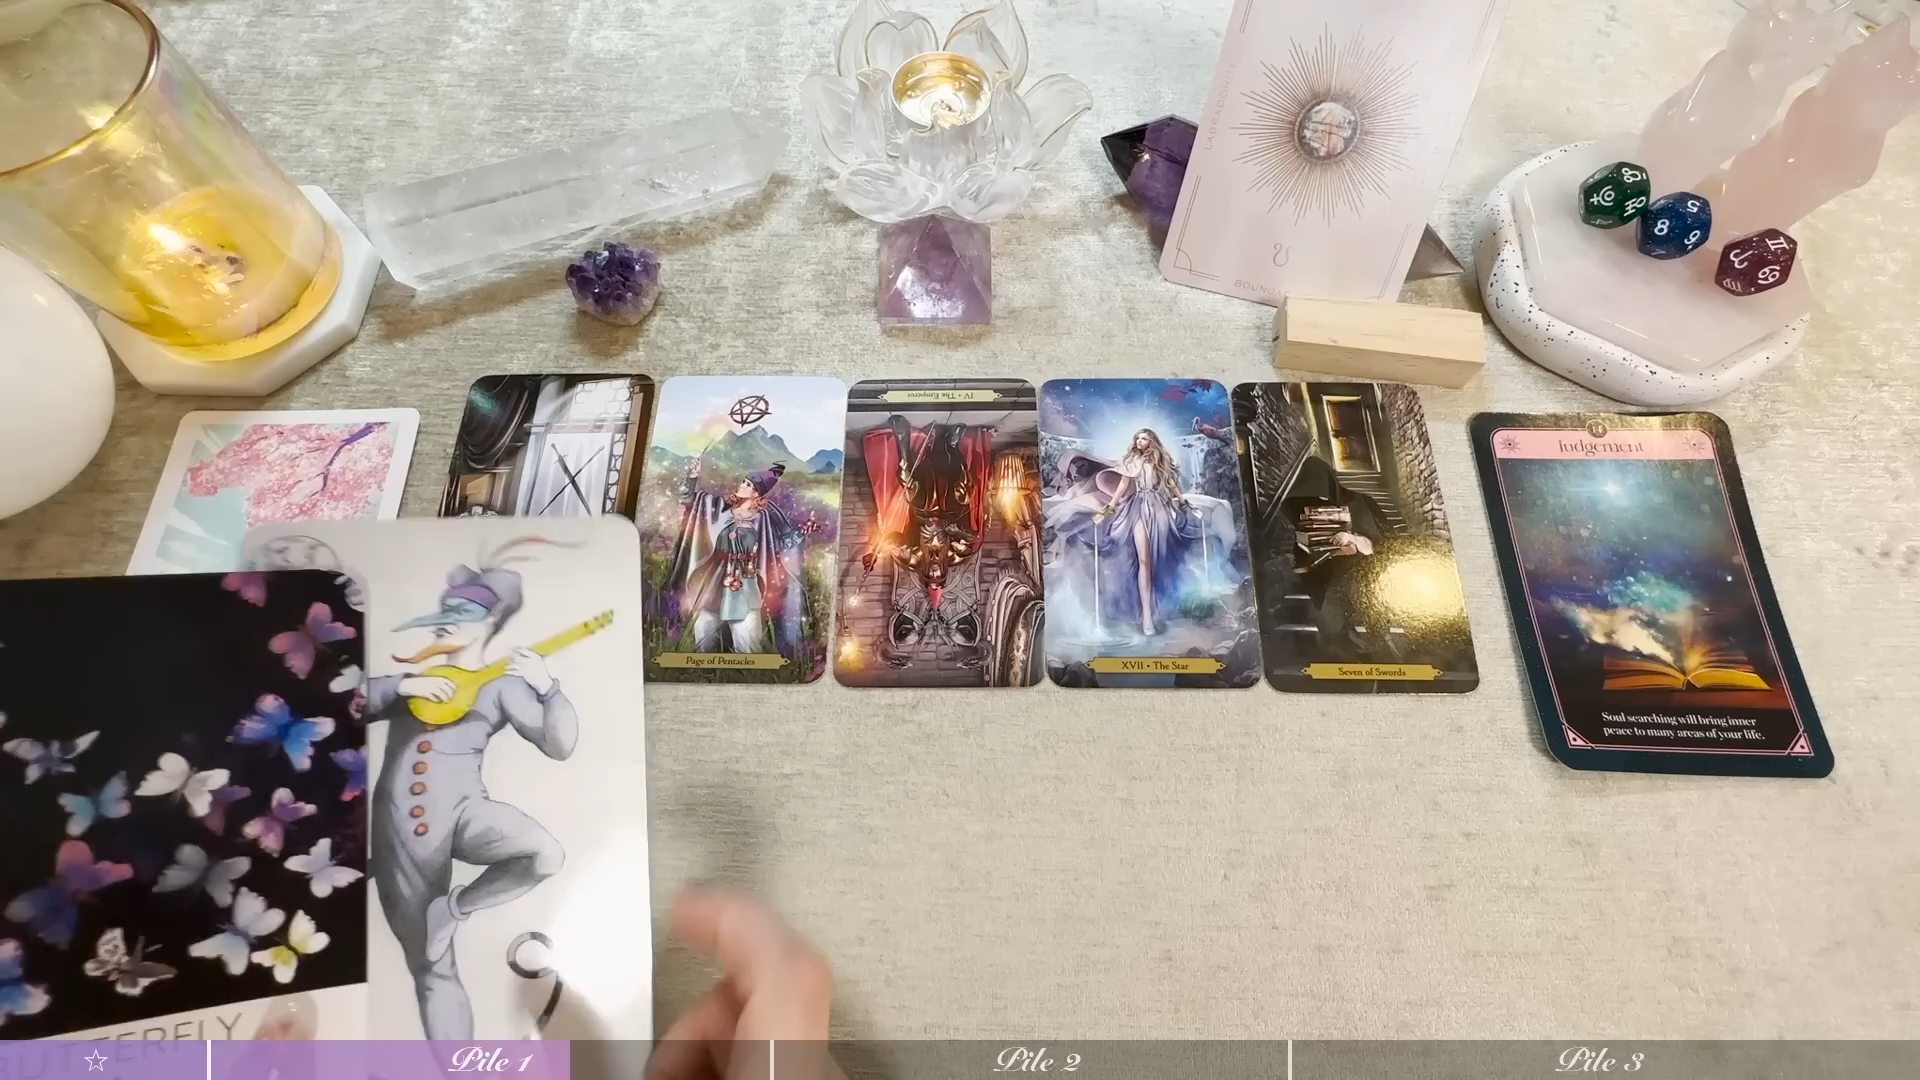 LABRADORITE
IV • The Emperor
14
Judgement
Page of Pentacles
XVII • The Star
Seven of Swords
Soul searching will bring inner
peace to many areas of your life.
BUTTERFLY
☆
Pile 1
Pile 2
Pile 3